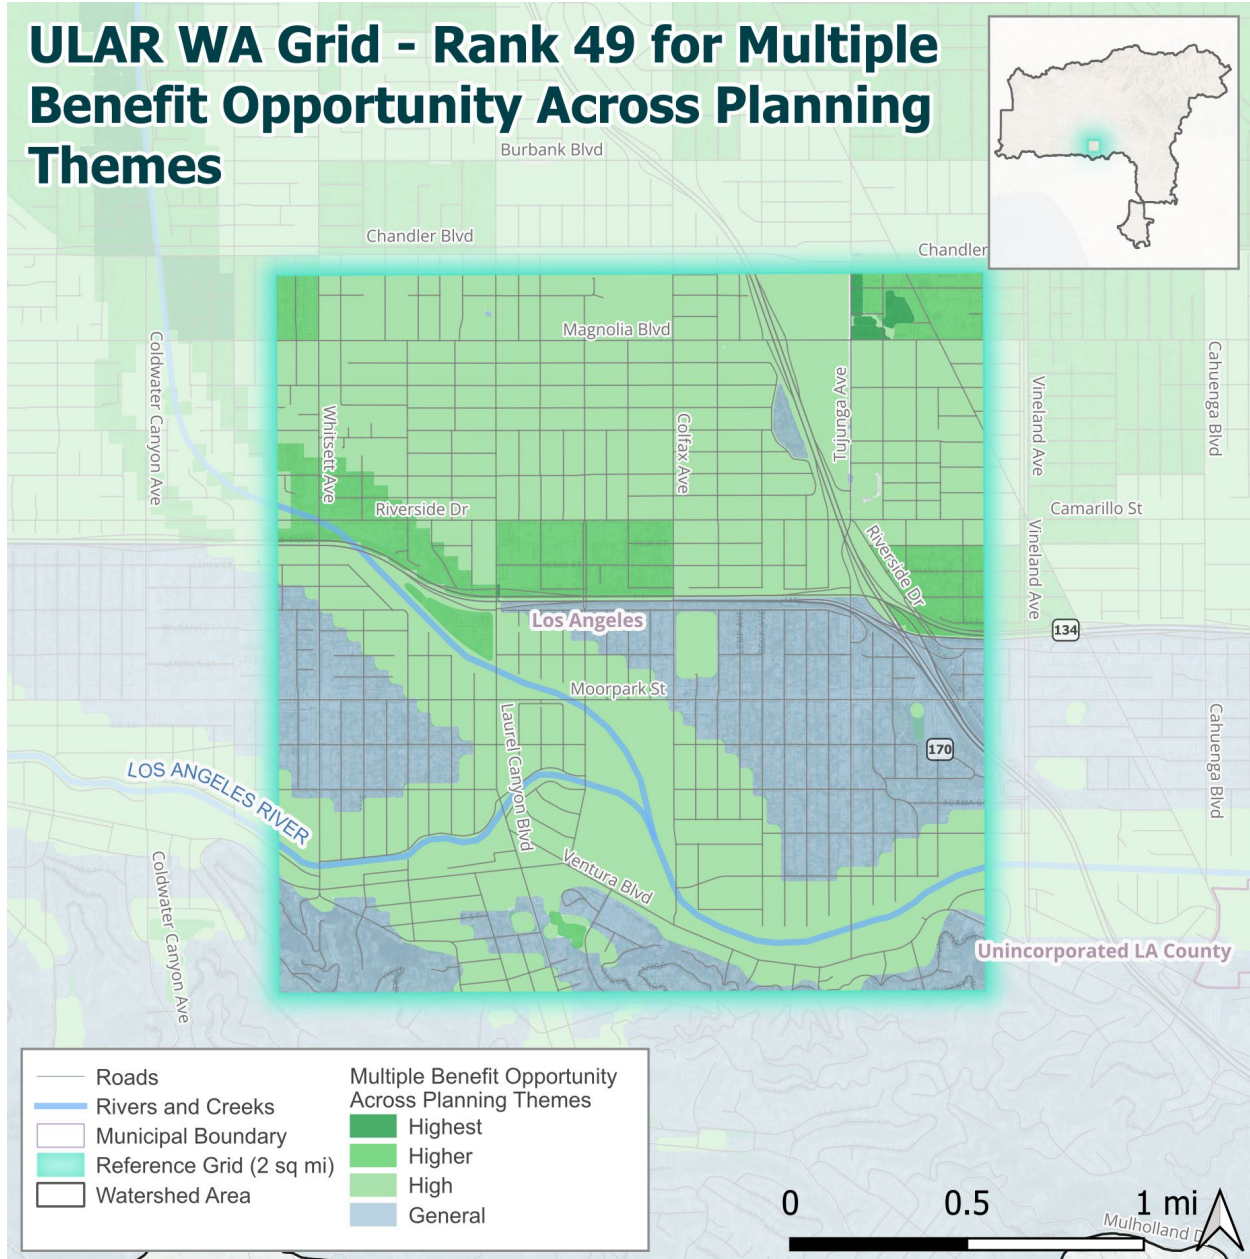 ULAR WA Grid - Rank 49 for Multiple
Benefit Opportunity Across Planning
Themes
Burbank Blvd
Chandler Blvd
Chandler
Magnolia Blvd
Coldwater Canyon Ave
Whitsett Ave
Colfax Ave
Tujunga Ave
Vineland Ave
Cahuenga Blvd
Riverside Dr
Camarillo St
Riverside Dr
Vineland Ave
Los Angeles
134
Moorpark St
Laurel Canyon Blvd
170
Cahuenga Blvd
LOS ANGELES RIVER
ACAMA
Coldwater Canyon Ave
Ventura Blvd
Unincorporated LA County
Roads
Rivers and Creeks
Municipal Boundary
Reference Grid (2 sq mi)
Watershed Area
Multiple Benefit Opportunity
Across Planning Themes
Highest
Higher
High
General
0 0.5 1 mi
Mulholland D